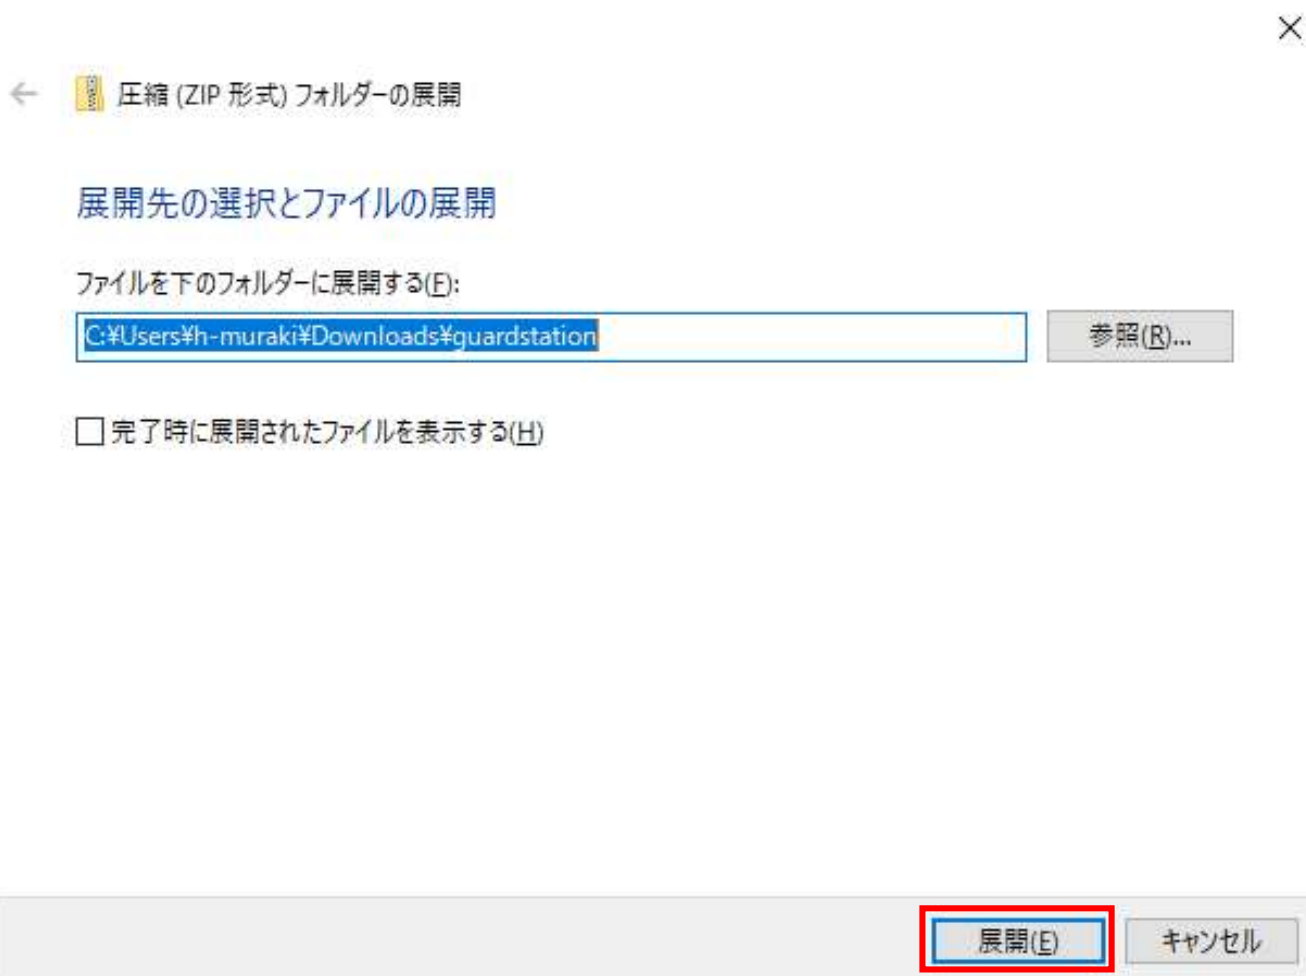 圧縮 (ZIP 形式) フォルダーの展開
展開先の選択とファイルの展開
ファイルを下のフォルダーに展開する(F):
C:¥Users¥h-muraki¥Downloads¥guardstation
参照(R)...
完了時に展開されたファイルを表示する(H)
展開(E)
キャンセル